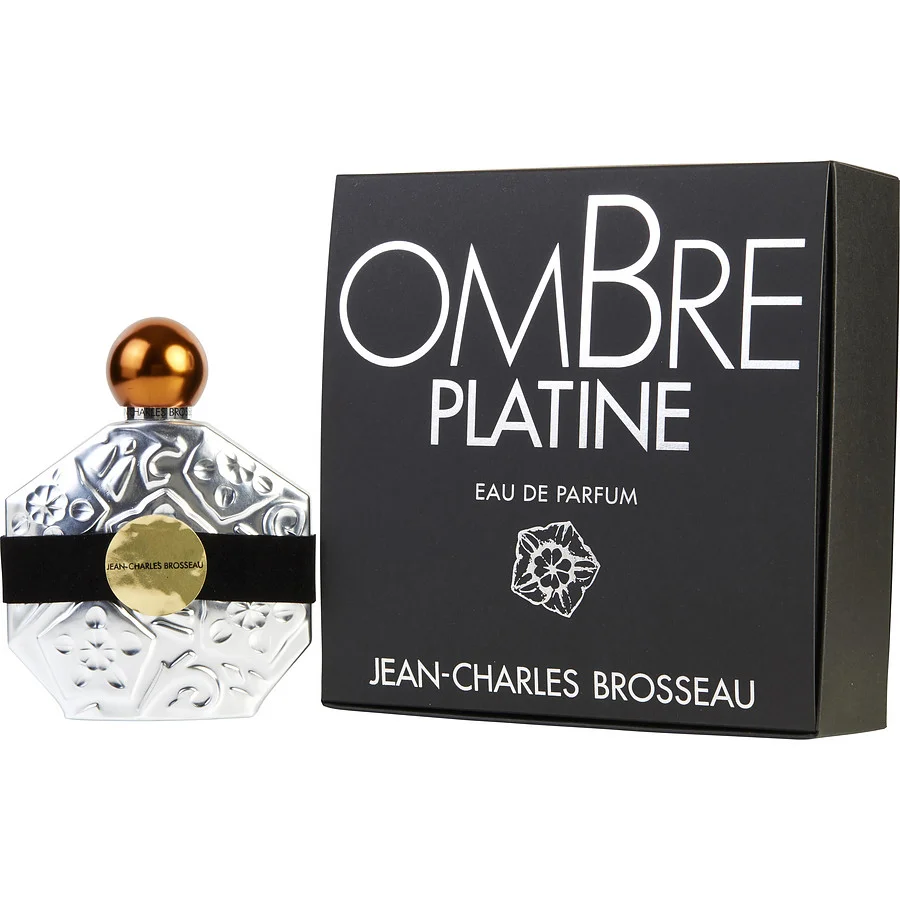 OMBRE
PLATINE
EAU DE PARFUM
JEAN-CHARLES BROSSEAU
JEAN-CHARLES BROSSEAU